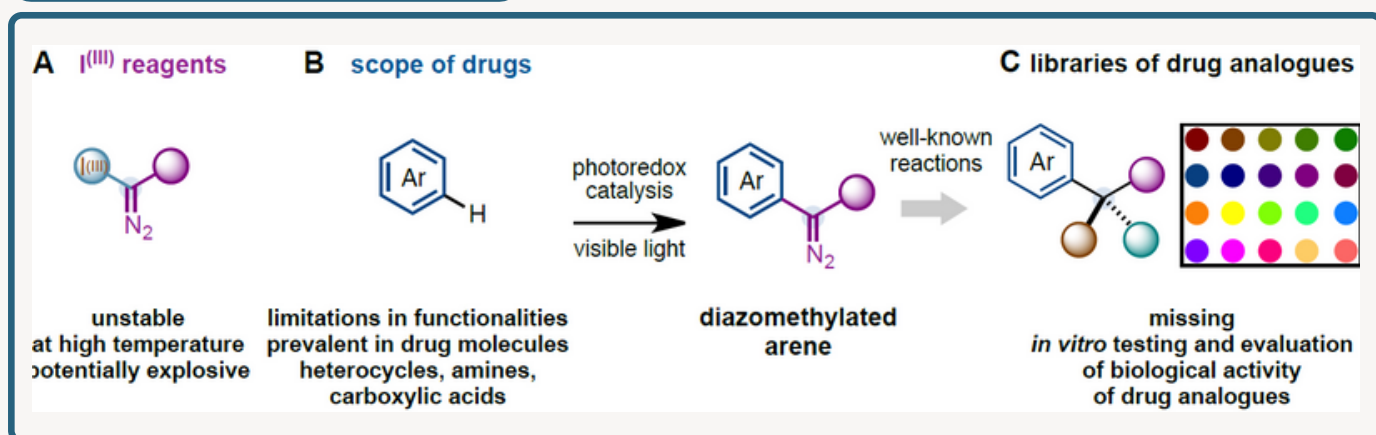 A I(III) reagents
B scope of drugs
C libraries of drug analogues
I(III)
N2
Ar
H
photoredox
catalysis
visible light
Ar
N2
well-known
reactions
Ar
unstable
at high temperature
potentially explosive
limitations in functionalities
prevalent in drug molecules
heterocycles, amines,
carboxylic acids
diazomethylated
arene
missing
in vitro testing and evaluation
of biological activity
of drug analogues